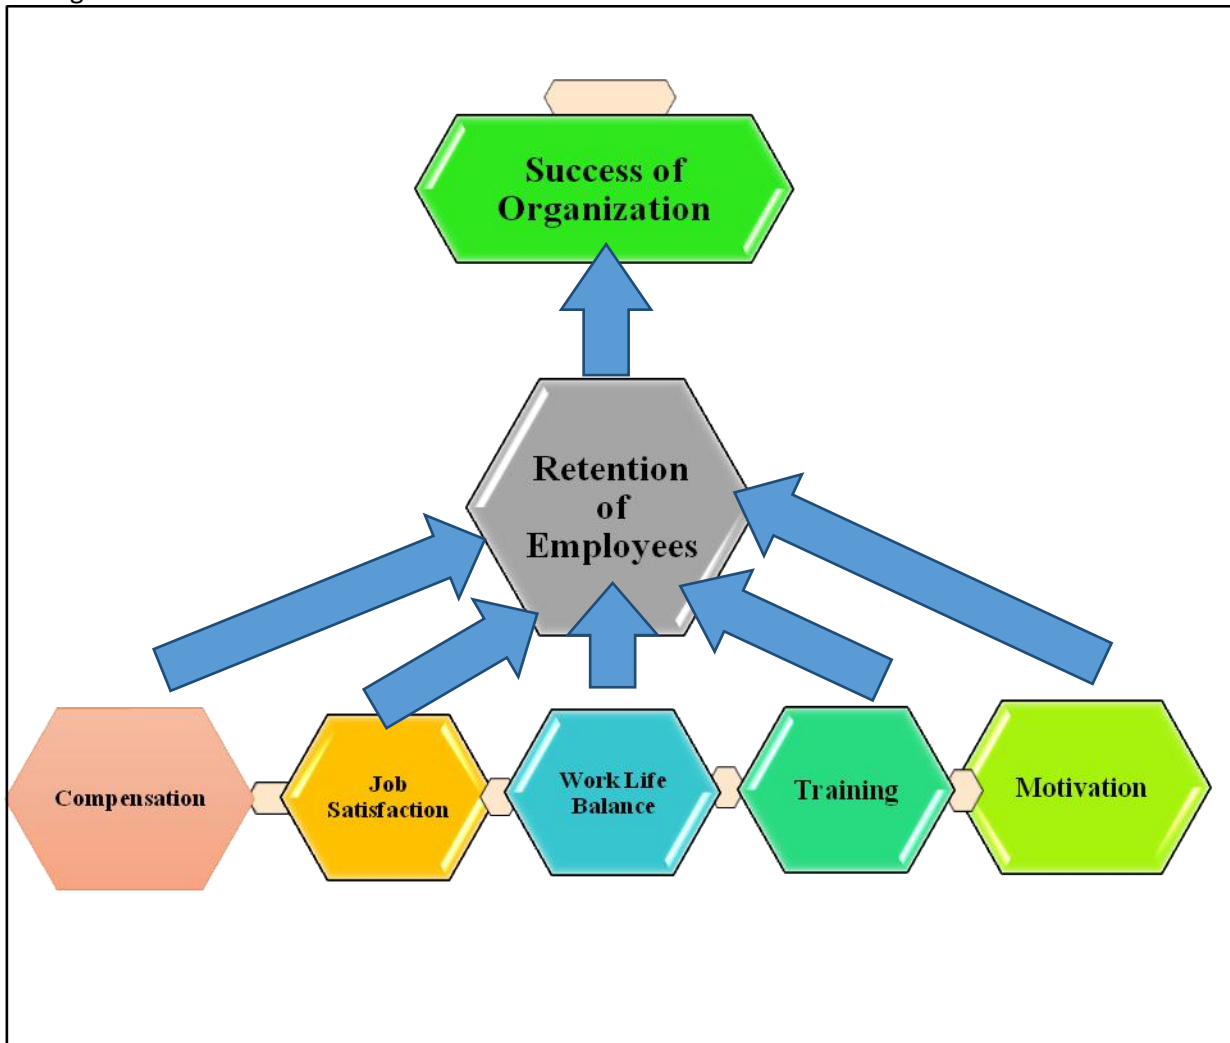 Success of
Organization
Retention
of
Employees
Compensation
Job
Satisfaction
Work Life
Balance
Training
Motivation